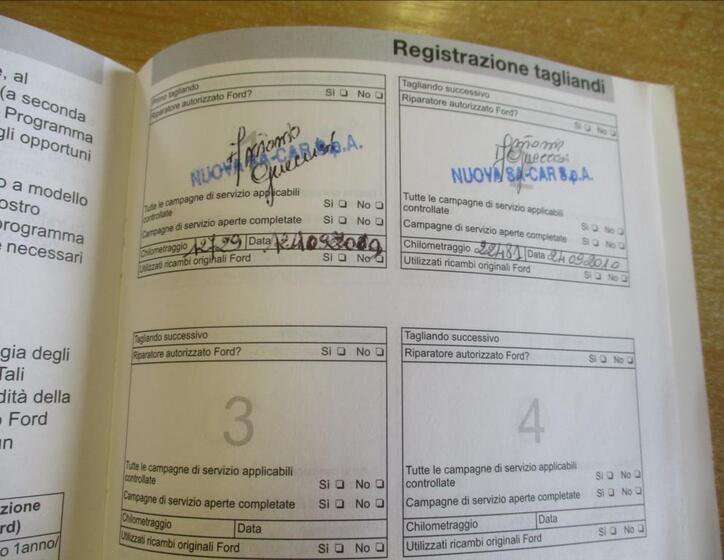 e, al
(a seconda
Programma
gli opportuni
o a modello
ostro
programma
e necessari
gia degli
Tali
dità della
o Ford
un
zione
rd)
o 1anno/
Registrazione tagliandi
Primo tagliando
Riparatore autorizzato Ford? Sì ❑ No ❑
NUOVA SA-CAR S.p.A.
Tutte le campagne di servizio applicabili
controllate Sì ❑ No ❑
Campagne di servizio aperte completate Sì ❑ No ❑
Chilometraggio 12729 Data 12092009
Utilizzati ricambi originali Ford Sì ❑ No ❑
Tagliando successivo
Riparatore autorizzato Ford? Sì ❑ No ❑
NUOVA SA-CAR S.p.A.
Tutte le campagne di servizio applicabili
controllate Sì ❑ No ❑
Campagne di servizio aperte completate Sì ❑ No ❑
Chilometraggio 22481 Data 24092010
Utilizzati ricambi originali Ford Sì ❑ No ❑
Tagliando successivo
Riparatore autorizzato Ford? Sì ❑ No ❑
3
Tutte le campagne di servizio applicabili
controllate Sì ❑ No ❑
Campagne di servizio aperte completate Sì ❑ No ❑
Chilometraggio Data
Utilizzati ricambi originali Ford Sì ❑ No ❑
Tagliando successivo
Riparatore autorizzato Ford? Sì ❑ No ❑
4
Tutte le campagne di servizio applicabili
controllate Sì ❑ No ❑
Campagne di servizio aperte completate Sì ❑ No ❑
Chilometraggio Data
Utilizzati ricambi originali Ford Sì ❑ No ❑